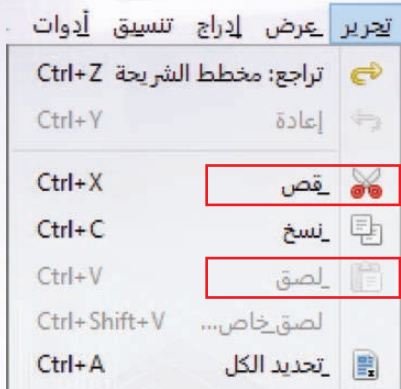 تحرير عرض إدراج تنسيق أدوات
تراجع: مخطط الشريحة Ctrl+Z
إعادة Ctrl+Y
قص Ctrl+X
نسخ Ctrl+C
لصق Ctrl+V
لصق خاص... Ctrl+Shift+V
تحديد الكل Ctrl+A